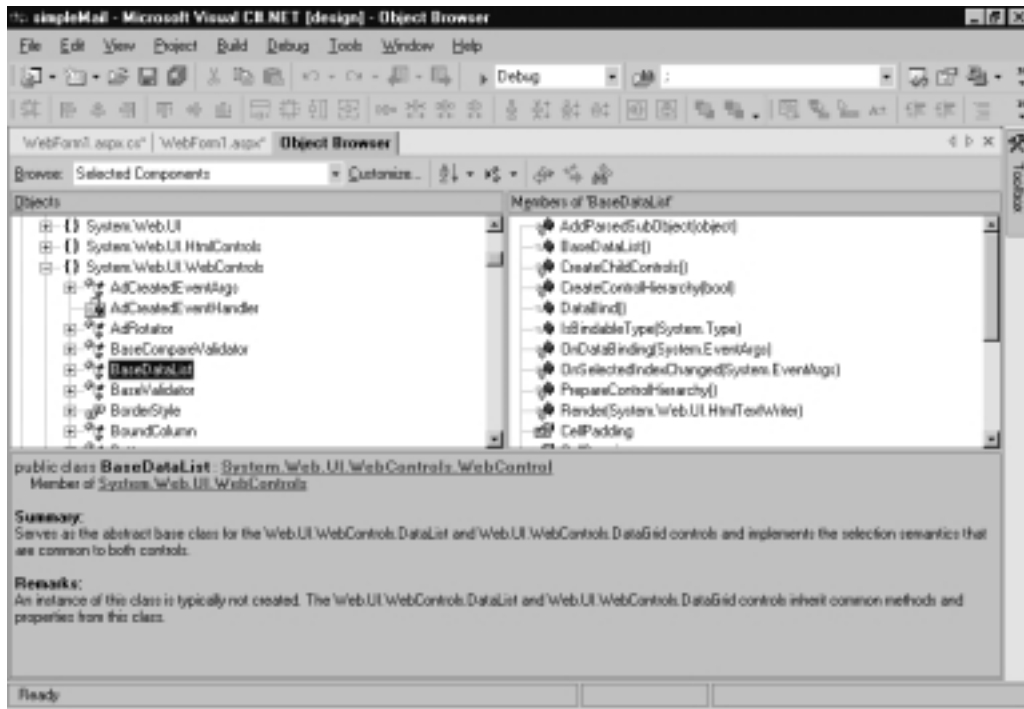 simpleMail - Microsoft Visual C#.NET [design] - Object Browser
File Edit View Project Build Debug Tools Window Help
Debug
WebForm1.aspx.cs* WebForm1.aspx* Object Browser
Toolbox
Browse: Selected Components Customize...
Objects
System.Web.UI
System.Web.UI.HtmlControls
System.Web.UI.WebControls
AdCreatedEventArgs
AdCreatedEventHandler
AdRotator
BaseCompareValidator
BaseDataList
BaseValidator
BorderStyle
BoundColumn
Members of 'BaseDataList'
AddParsedSubObject(object)
BaseDataList()
CreateChildControls()
CreateControlHierarchy(bool)
DataBind()
IsBindableType(System.Type)
OnDataBinding(System.EventArgs)
OnSelectedIndexChanged(System.EventArgs)
PrepareControlHierarchy()
Render(System.Web.UI.HtmlTextWriter)
CellPadding
public class BaseDataList : System.Web.UI.WebControls.WebControl
Member of System.Web.UI.WebControls
Summary:
Serves as the abstract base class for the Web.UI.WebControls.DataList and Web.UI.WebControls.DataGrid controls and implements the selection semantics that
are common to both controls.
Remarks:
An instance of this class is typically not created. The Web.UI.WebControls.DataList and Web.UI.WebControls.DataGrid controls inherit common methods and
properties from this class.
Ready